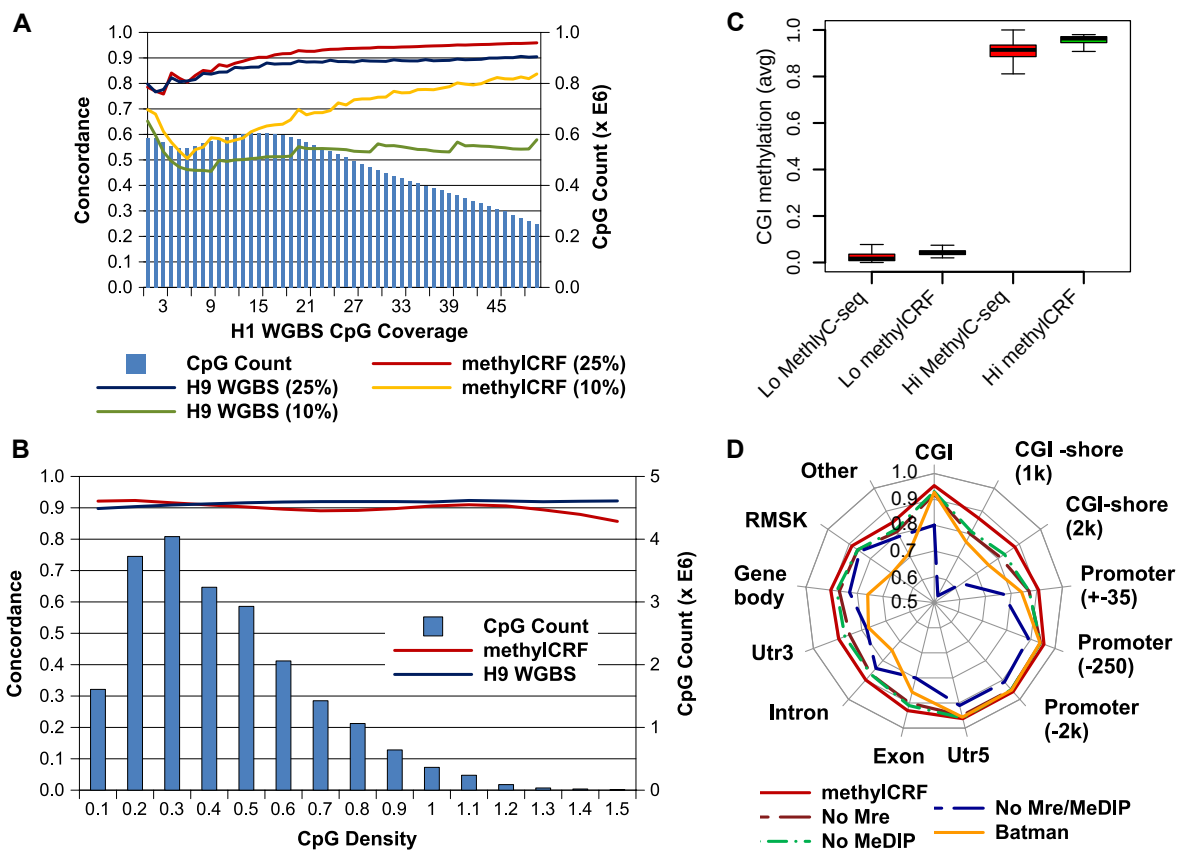 A
1.0
0.9
0.8
0.7
0.6
0.5
0.4
0.3
0.2
0.1
0.0
Concordance
1.0
0.8
0.6
0.4
0.2
0.0
CpG Count (x E6)
3 9 15 21 27 33 39 45
H1 WGBS CpG Coverage
CpG Count
methylCRF (25%)
H9 WGBS (25%)
methylCRF (10%)
H9 WGBS (10%)
B
1.0
0.9
0.8
0.7
0.6
0.5
0.4
0.3
0.2
0.1
0.0
Concordance
5
4
3
2
1
0
CpG Count (x E6)
CpG Count
methylCRF
H9 WGBS
0.1 0.2 0.3 0.4 0.5 0.6 0.7 0.8 0.9 1 1.1 1.2 1.3 1.4 1.5
CpG Density
C
CGI methylation (avg)
1.0
0.8
0.6
0.4
0.2
0.0
Lo MethlyC-seq
Lo methylCRF
Hi MethylC-seq
Hi methylCRF
D
CGI
CGI -shore
(1k)
CGI-shore
(2k)
Promoter
(+-35)
Promoter
(-250)
Promoter
(-2k)
Utr5
Exon
Intron
Utr3
Gene
body
RMSK
Other
1.0
0.9
0.8
0.7
0.6
0.5
methylCRF
No Mre
No MeDIP
No Mre/MeDIP
Batman